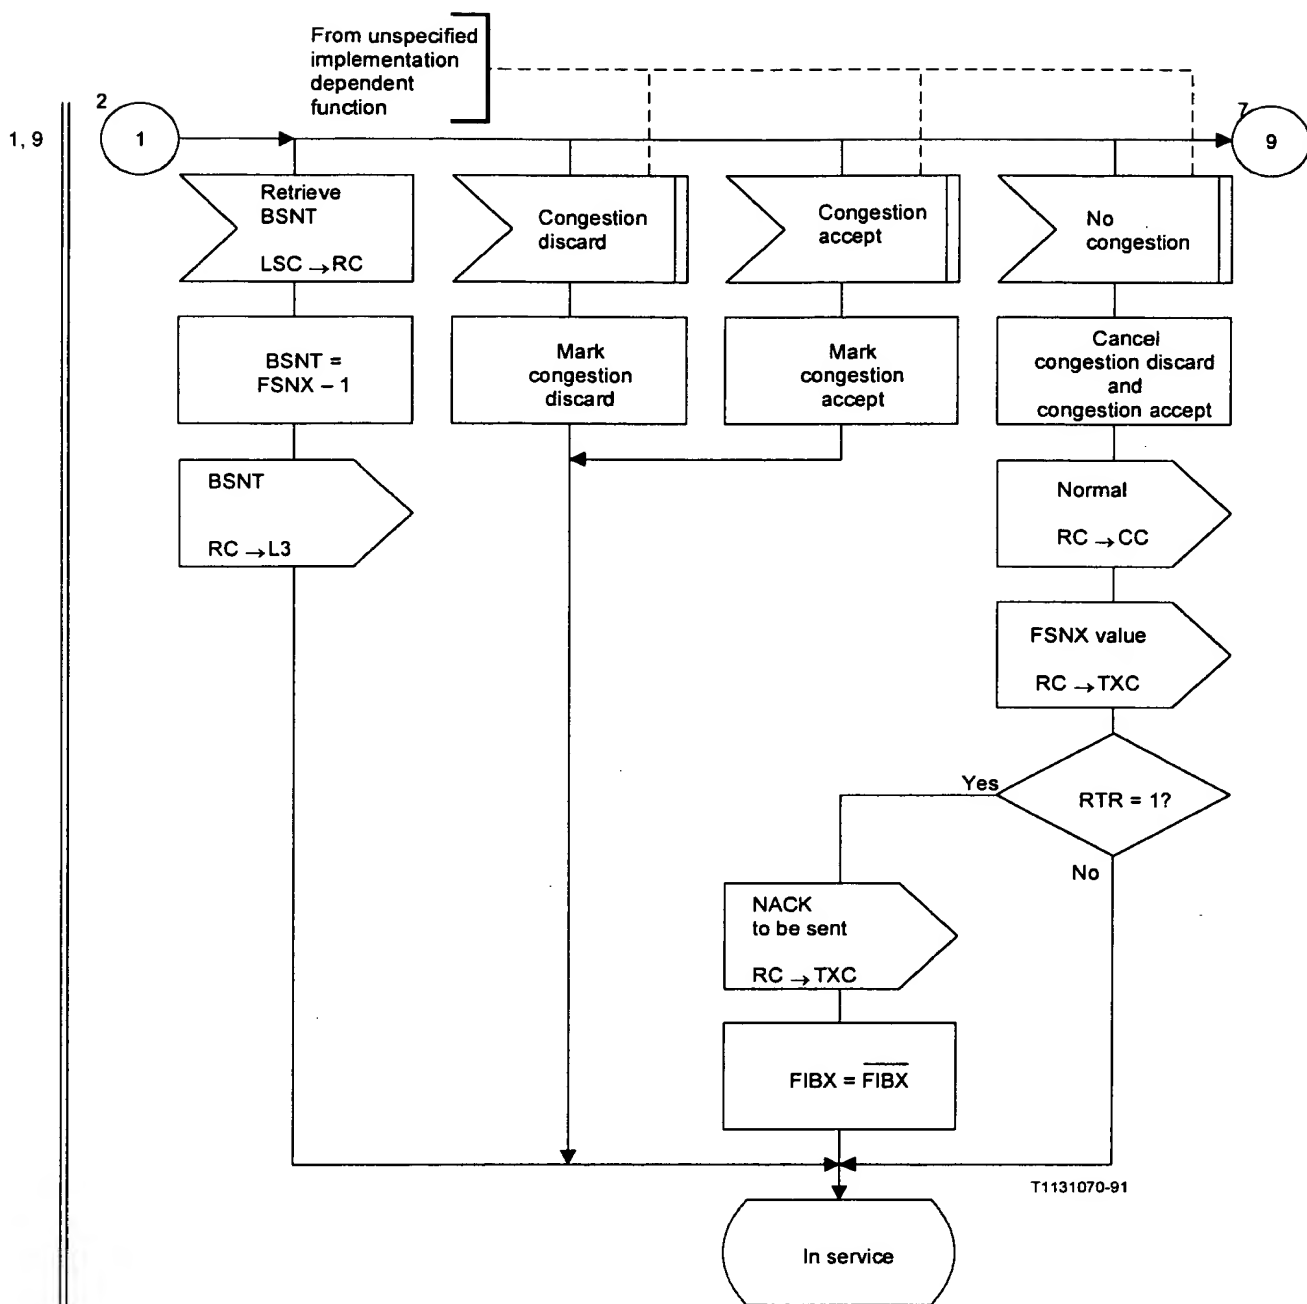 From unspecified
implementation
dependent
function
2
1, 9
1
7
9
Retrieve
BSNT
LSC → RC
Congestion
discard
Congestion
accept
No
congestion
BSNT =
FSNX – 1
Mark
congestion
discard
Mark
congestion
accept
Cancel
congestion discard
and
congestion accept
BSNT
RC → L3
Normal
RC → CC
FSNX value
RC → TXC
Yes
RTR = 1?
No
NACK
to be sent
RC → TXC
FIBX = F̅I̅B̅X̅
T1131070-91
In service